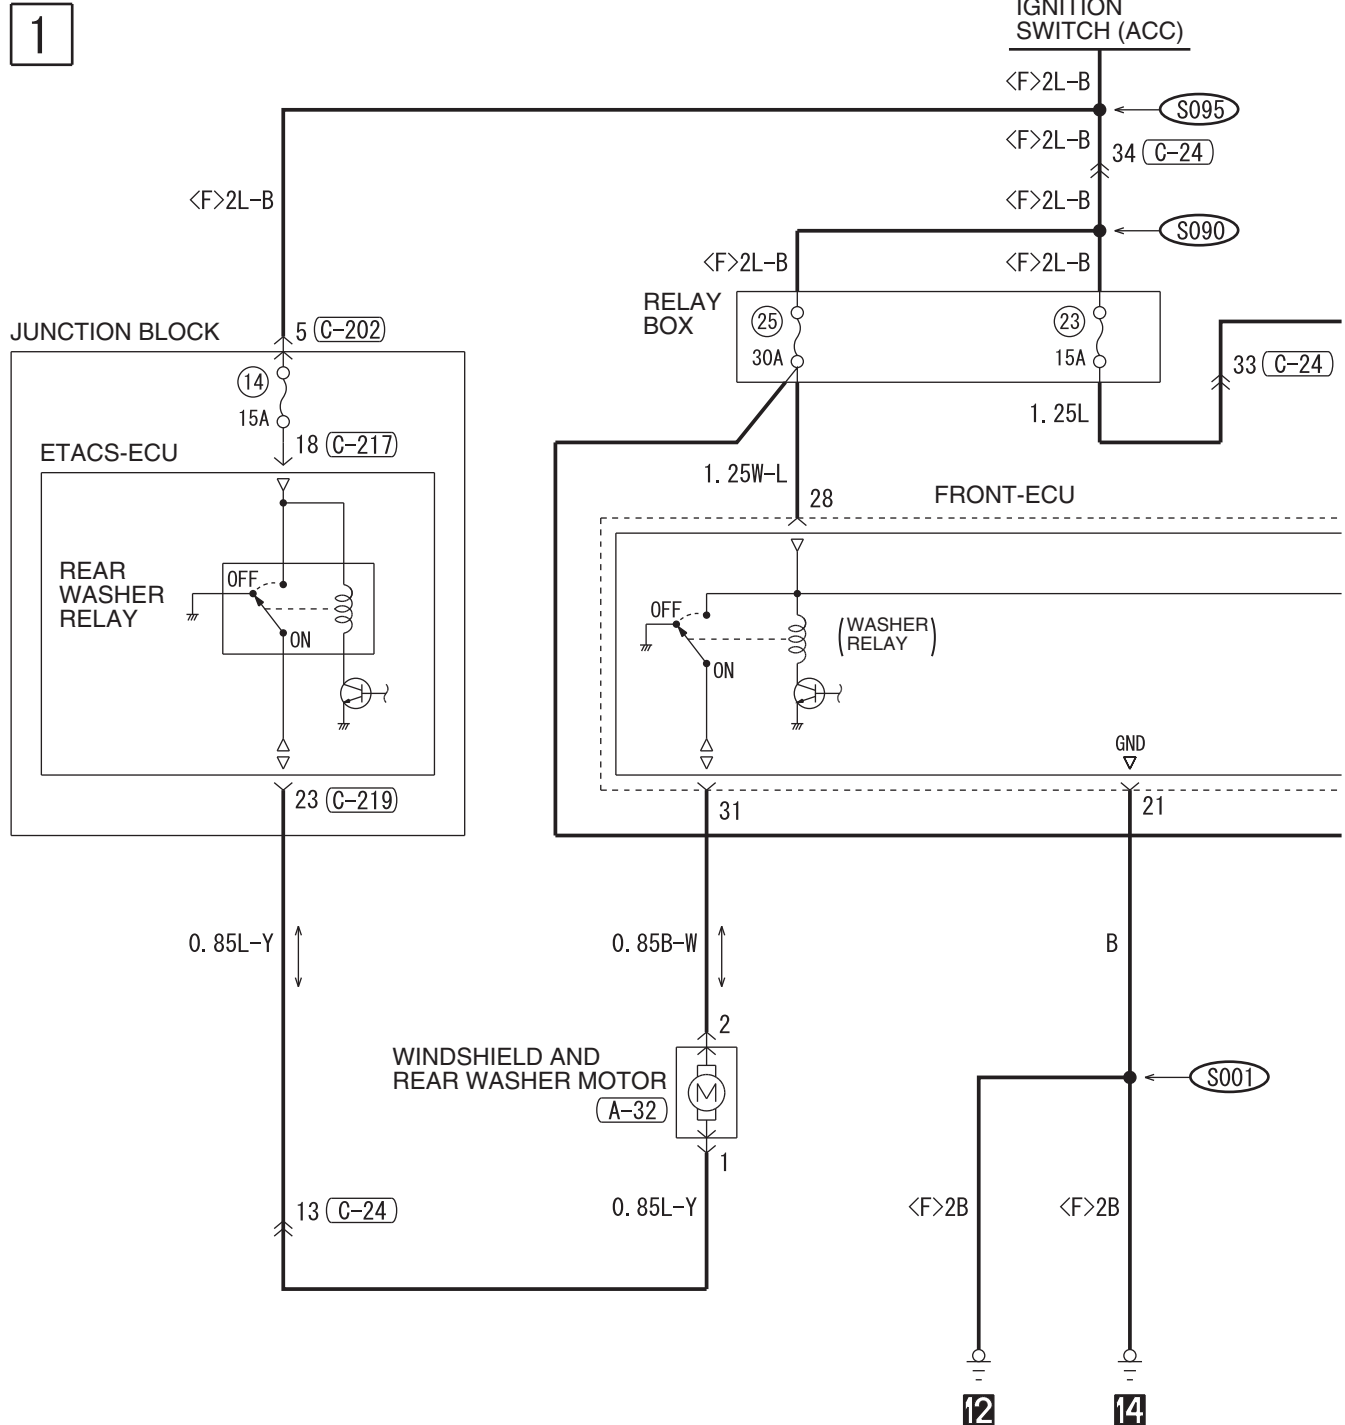 1
IGNITION
SWITCH (ACC)
<F>2L-B
S095
<F>2L-B
34 C-24
<F>2L-B
<F>2L-B
S090
<F>2L-B
<F>2L-B
RELAY
BOX
25
30A
23
15A
JUNCTION BLOCK
5 C-202
33 C-24
14
15A
1.25L
ETACS-ECU
18 C-217
1.25W-L
28
FRONT-ECU
REAR
WASHER
RELAY
OFF
ON
OFF
ON
(WASHER
RELAY)
GND
23 C-219
31
21
0.85L-Y
0.85B-W
B
2
WINDSHIELD AND
REAR WASHER MOTOR
A-32
M
S001
1
13 C-24
0.85L-Y
<F>2B
<F>2B
12
14